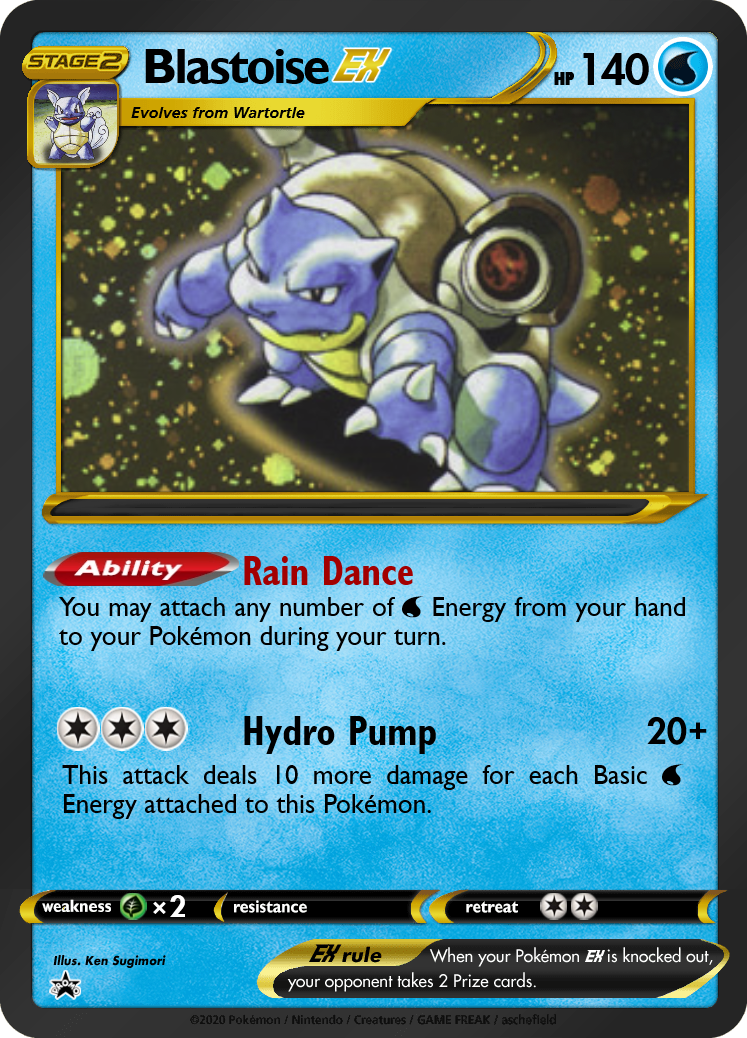 STAGE2
Blastoise EX
HP 140
Evolves from Wartortle
Ability
Rain Dance
You may attach any number of Energy from your hand
to your Pokémon during your turn.
Hydro Pump 20+
This attack deals 10 more damage for each Basic
Energy attached to this Pokémon.
weakness ×2 resistance retreat
Illus. Ken Sugimori
PROMO
EX rule When your Pokémon EX is knocked out,
your opponent takes 2 Prize cards.
©2020 Pokémon / Nintendo / Creatures / GAME FREAK / aschefield